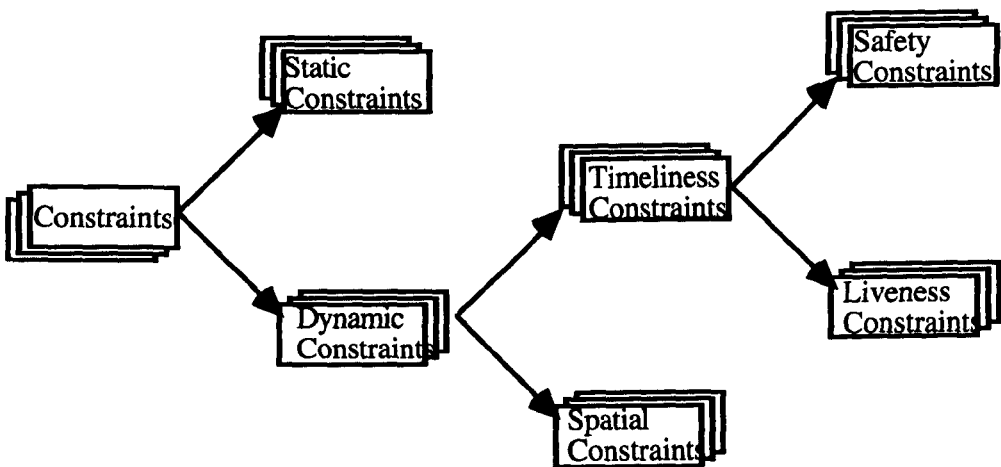 Static
Constraints
Safety
Constraints
Constraints
Timeliness
Constraints
Dynamic
Constraints
Liveness
Constraints
Spatial
Constraints